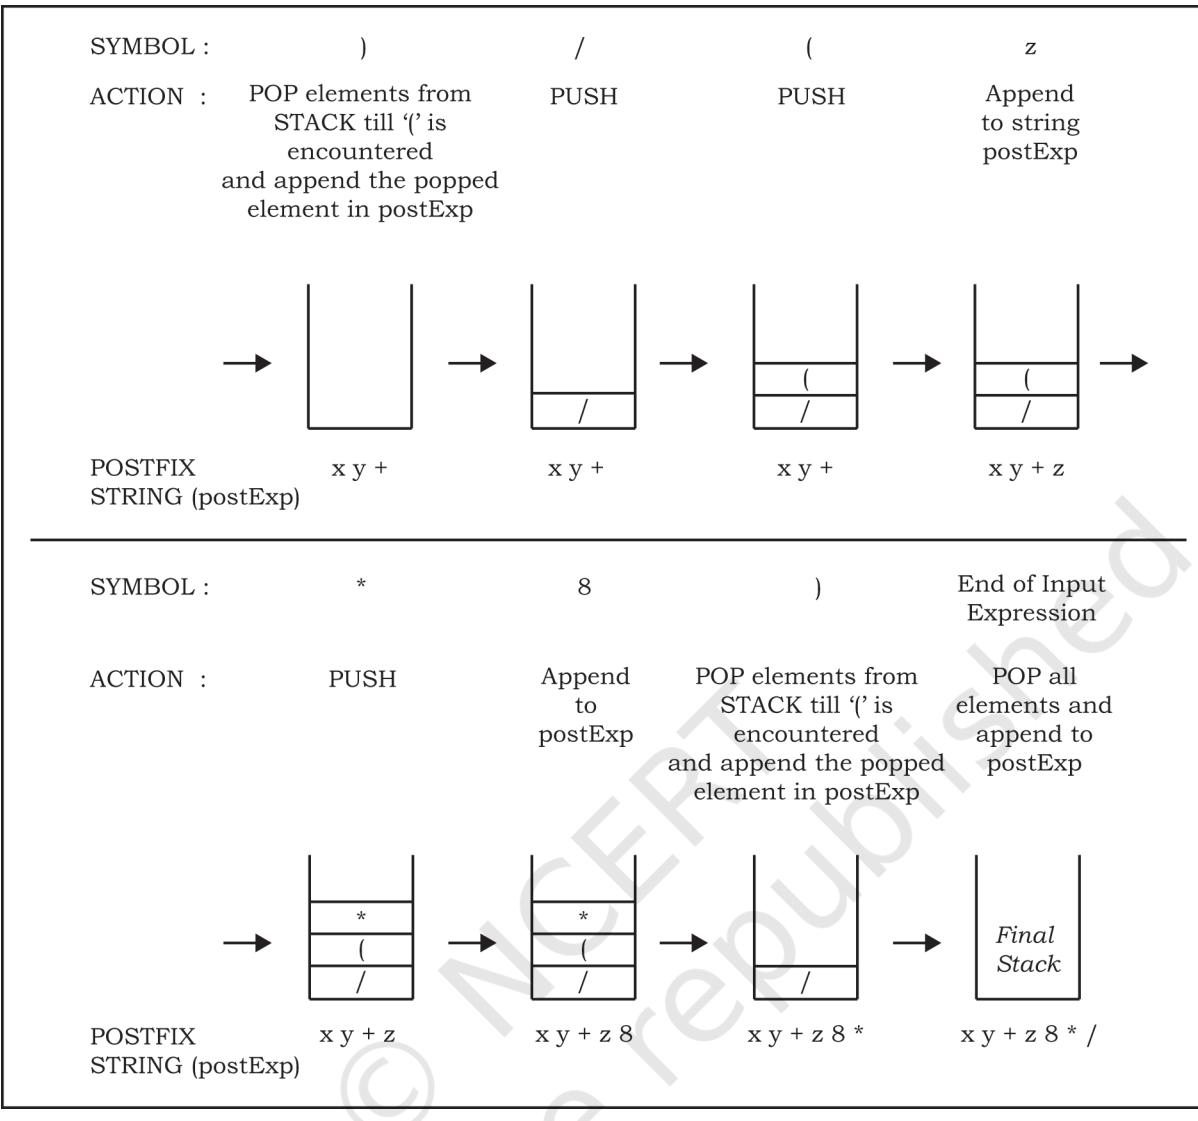 SYMBOL : ) / ( z
ACTION : POP elements from PUSH PUSH Append
STACK till ‘(’ is to string
encountered postExp
and append the popped
element in postExp
(
(
/
/
/
POSTFIX x y + x y + x y + x y + z
STRING (postExp)
SYMBOL : * 8 ) End of Input
Expression
ACTION : PUSH Append POP elements from POP all
to STACK till ‘(’ is elements and
postExp encountered append to
and append the popped postExp
element in postExp
* *
( ( Final
/ / / Stack
POSTFIX x y + z x y + z 8 x y + z 8 * x y + z 8 * /
STRING (postExp)
© NCERT
e republished